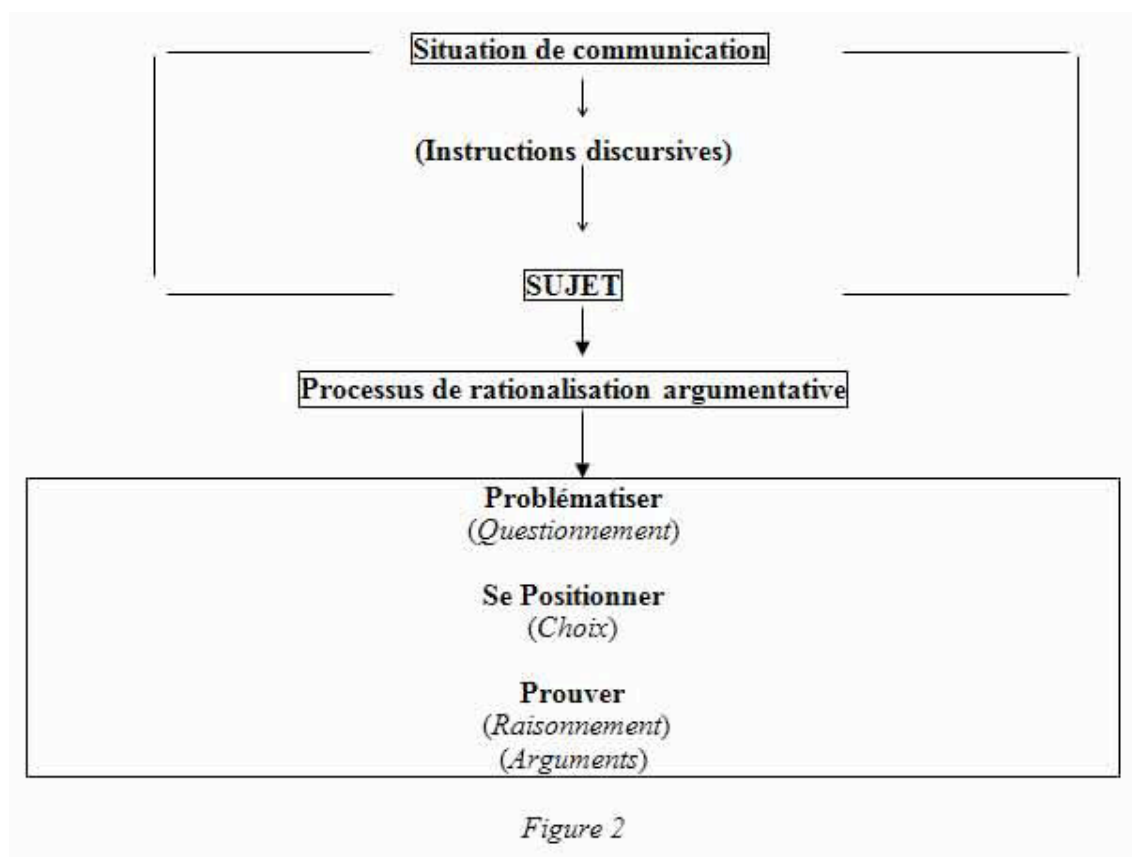 Situation de communication
(Instructions discursives)
SUJET
Processus de rationalisation argumentative
Problématiser
(Questionnement)
Se Positionner
(Choix)
Prouver
(Raisonnement)
(Arguments)
Figure 2